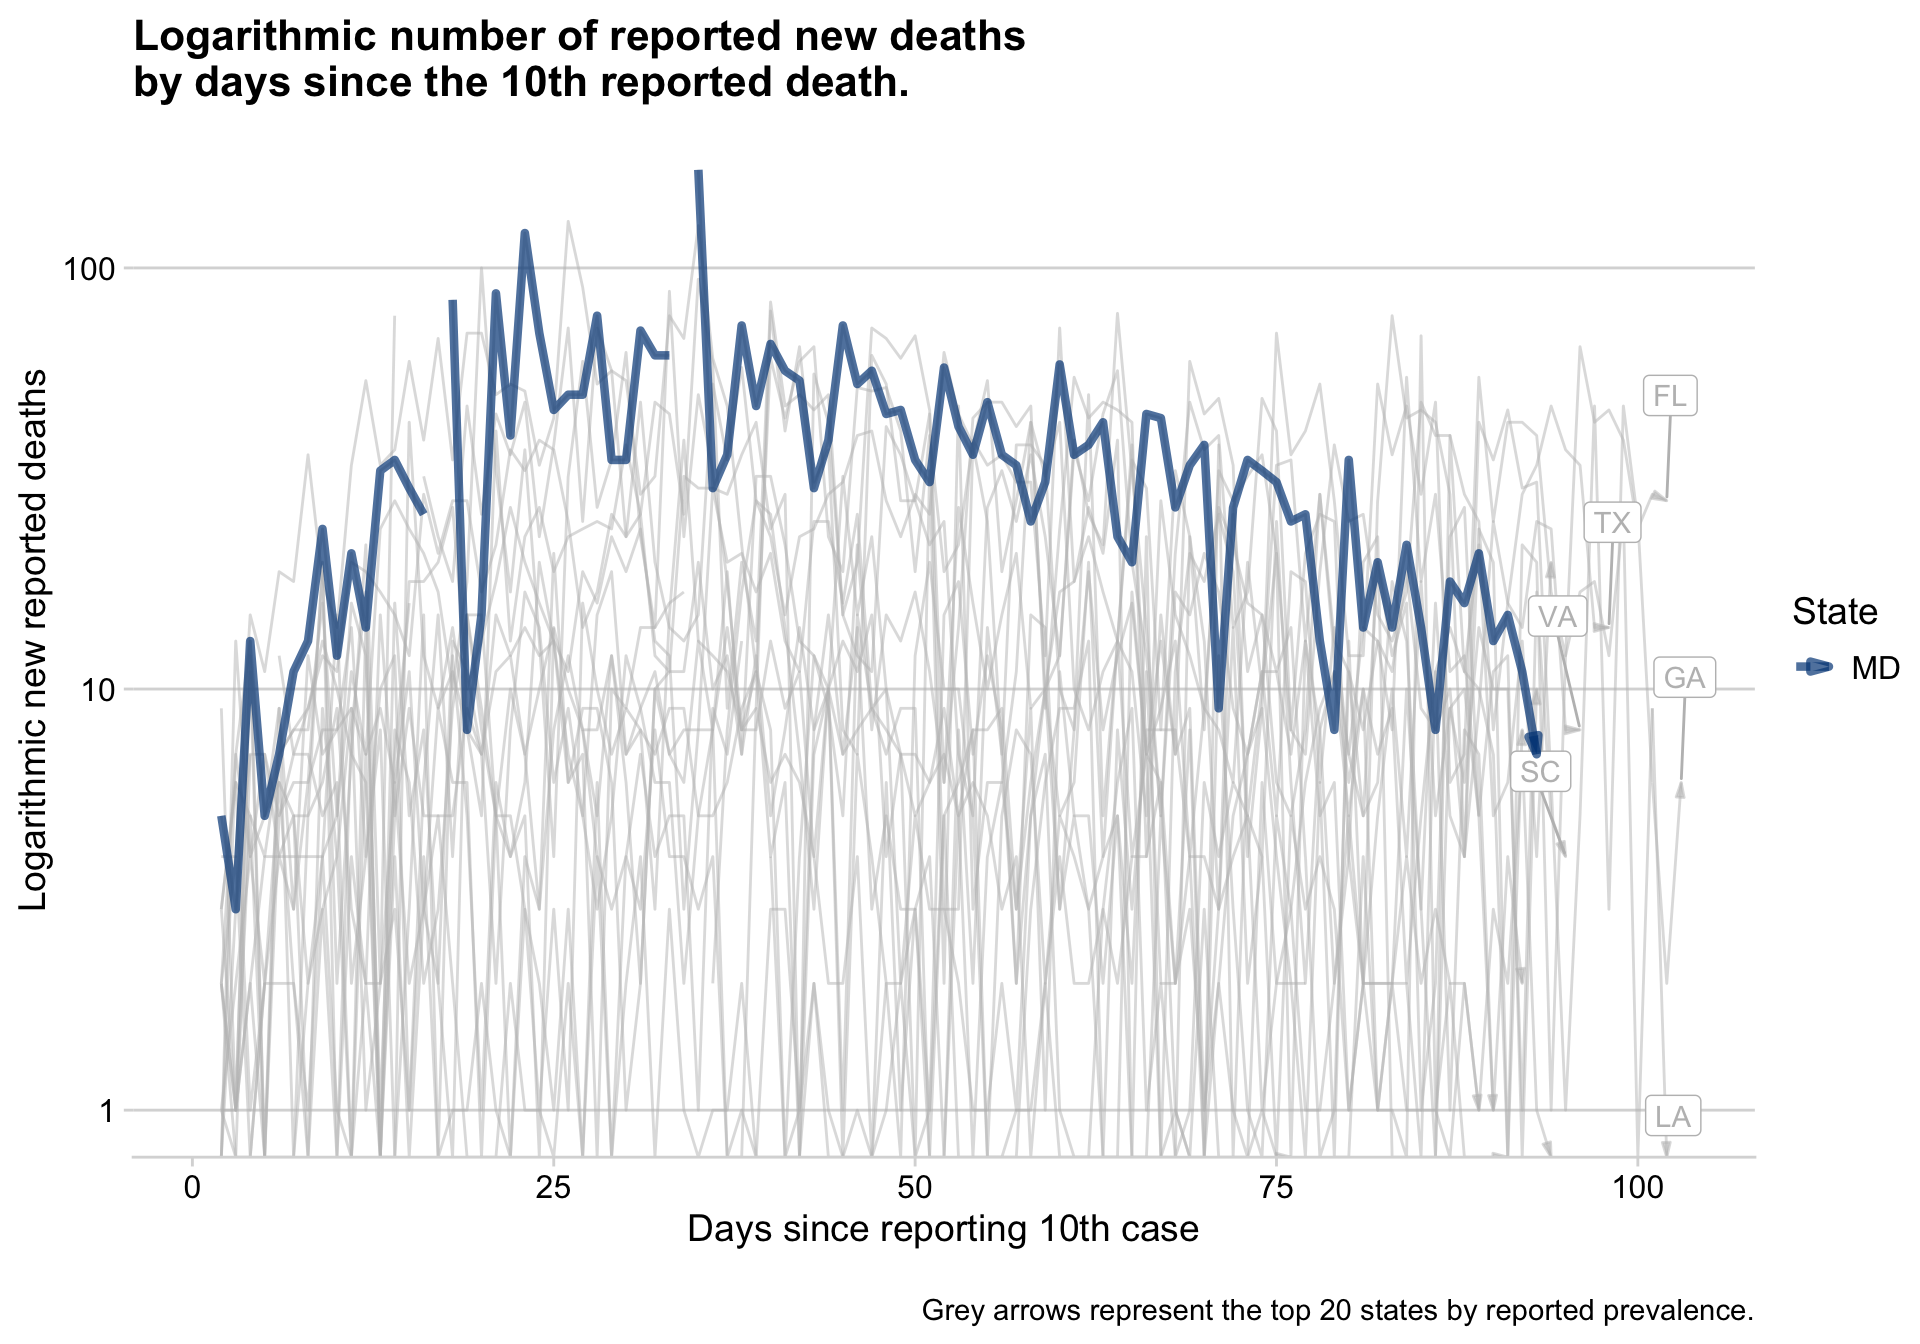 Logarithmic number of reported new deaths
by days since the 10th reported death.
Logarithmic new reported deaths
100
10
1
FL
TX
VA
GA
SC
LA
State
MD
0
25
50
75
100
Days since reporting 10th case
Grey arrows represent the top 20 states by reported prevalence.